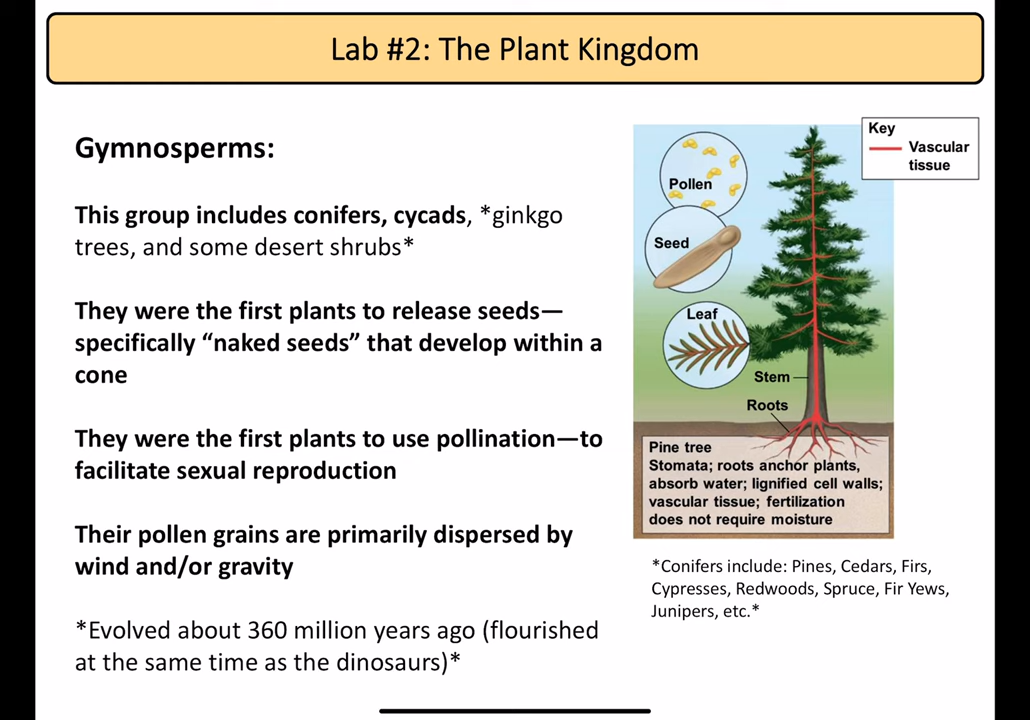 Lab #2: The Plant Kingdom
Gymnosperms:
This group includes conifers, cycads, *ginkgo
trees, and some desert shrubs*
They were the first plants to release seeds—
specifically “naked seeds” that develop within a
cone
They were the first plants to use pollination—to
facilitate sexual reproduction
Their pollen grains are primarily dispersed by
wind and/or gravity
*Evolved about 360 million years ago (flourished
at the same time as the dinosaurs)*
Key
Vascular
tissue
Pollen
Seed
Leaf
Stem
Roots
Pine tree
Stomata; roots anchor plants,
absorb water; lignified cell walls;
vascular tissue; fertilization
does not require moisture
*Conifers include: Pines, Cedars, Firs,
Cypresses, Redwoods, Spruce, Fir Yews,
Junipers, etc.*